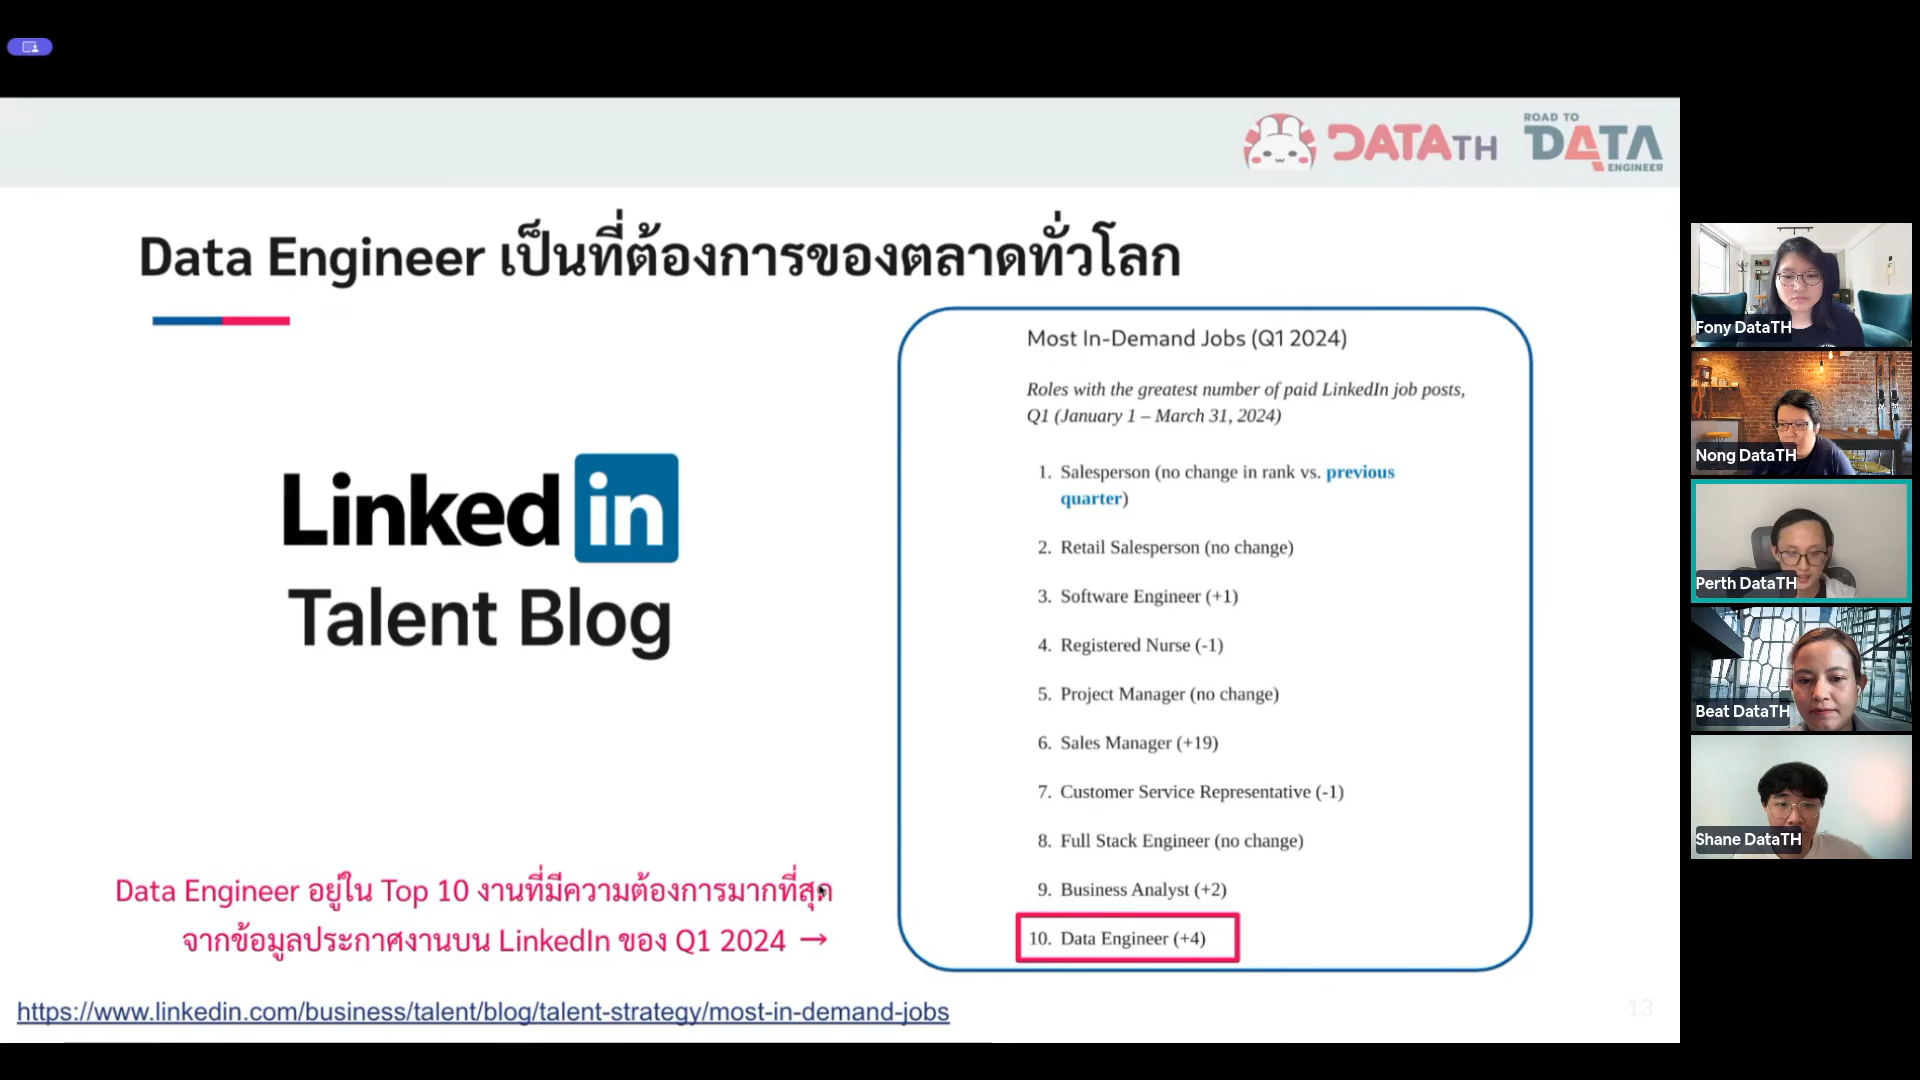 DATATH
ROAD TO
DATA
ENGINEER
Data Engineer เป็นที่ต้องการของตลาดทั่วโลก
Most In-Demand Jobs (Q1 2024)
Roles with the greatest number of paid LinkedIn job posts,
Q1 (January 1 – March 31, 2024)
1. Salesperson (no change in rank vs. previous
quarter)
2. Retail Salesperson (no change)
3. Software Engineer (+1)
4. Registered Nurse (-1)
5. Project Manager (no change)
6. Sales Manager (+19)
7. Customer Service Representative (-1)
8. Full Stack Engineer (no change)
9. Business Analyst (+2)
10. Data Engineer (+4)
Linked in
Talent Blog
Data Engineer อยู่ใน Top 10 งานที่มีความต้องการมากที่สุด
จากข้อมูลประกาศงานบน LinkedIn ของ Q1 2024 →
https://www.linkedin.com/business/talent/blog/talent-strategy/most-in-demand-jobs
13
Fony DataTH
Nong DataTH
Perth DataTH
Beat DataTH
Shane DataTH